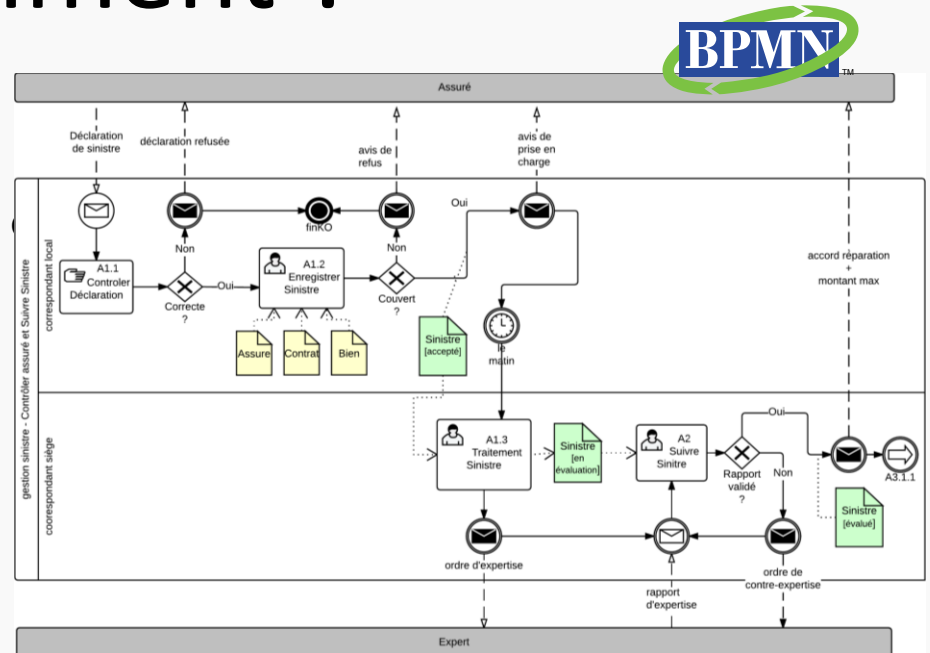 BPMN
TM
Assuré
Déclaration
de sinistre
déclaration refusée
avis de
refus
avis de
prise en
charge
accord réparation
+
montant max
gestion sinistre - Contrôler assuré et Suivre Sinistre
correspondant local
finKO
Oui
Non
Non
A1.1
Controler
Déclaration
Correcte
?
Oui
A1.2
Enregistrer
Sinistre
Couvert
?
Assure
Contrat
Bien
Sinistre
[accepté]
le
matin
coorespondant siège
A1.3
Traitement
Sinistre
Sinistre
[en
évaluation]
A2
Suivre
Sinitre
Oui
Rapport
validé
?
Non
A3.1.1
Sinistre
[évalué]
ordre d'expertise
rapport
d'expertise
ordre de
contre-expertise
Expert